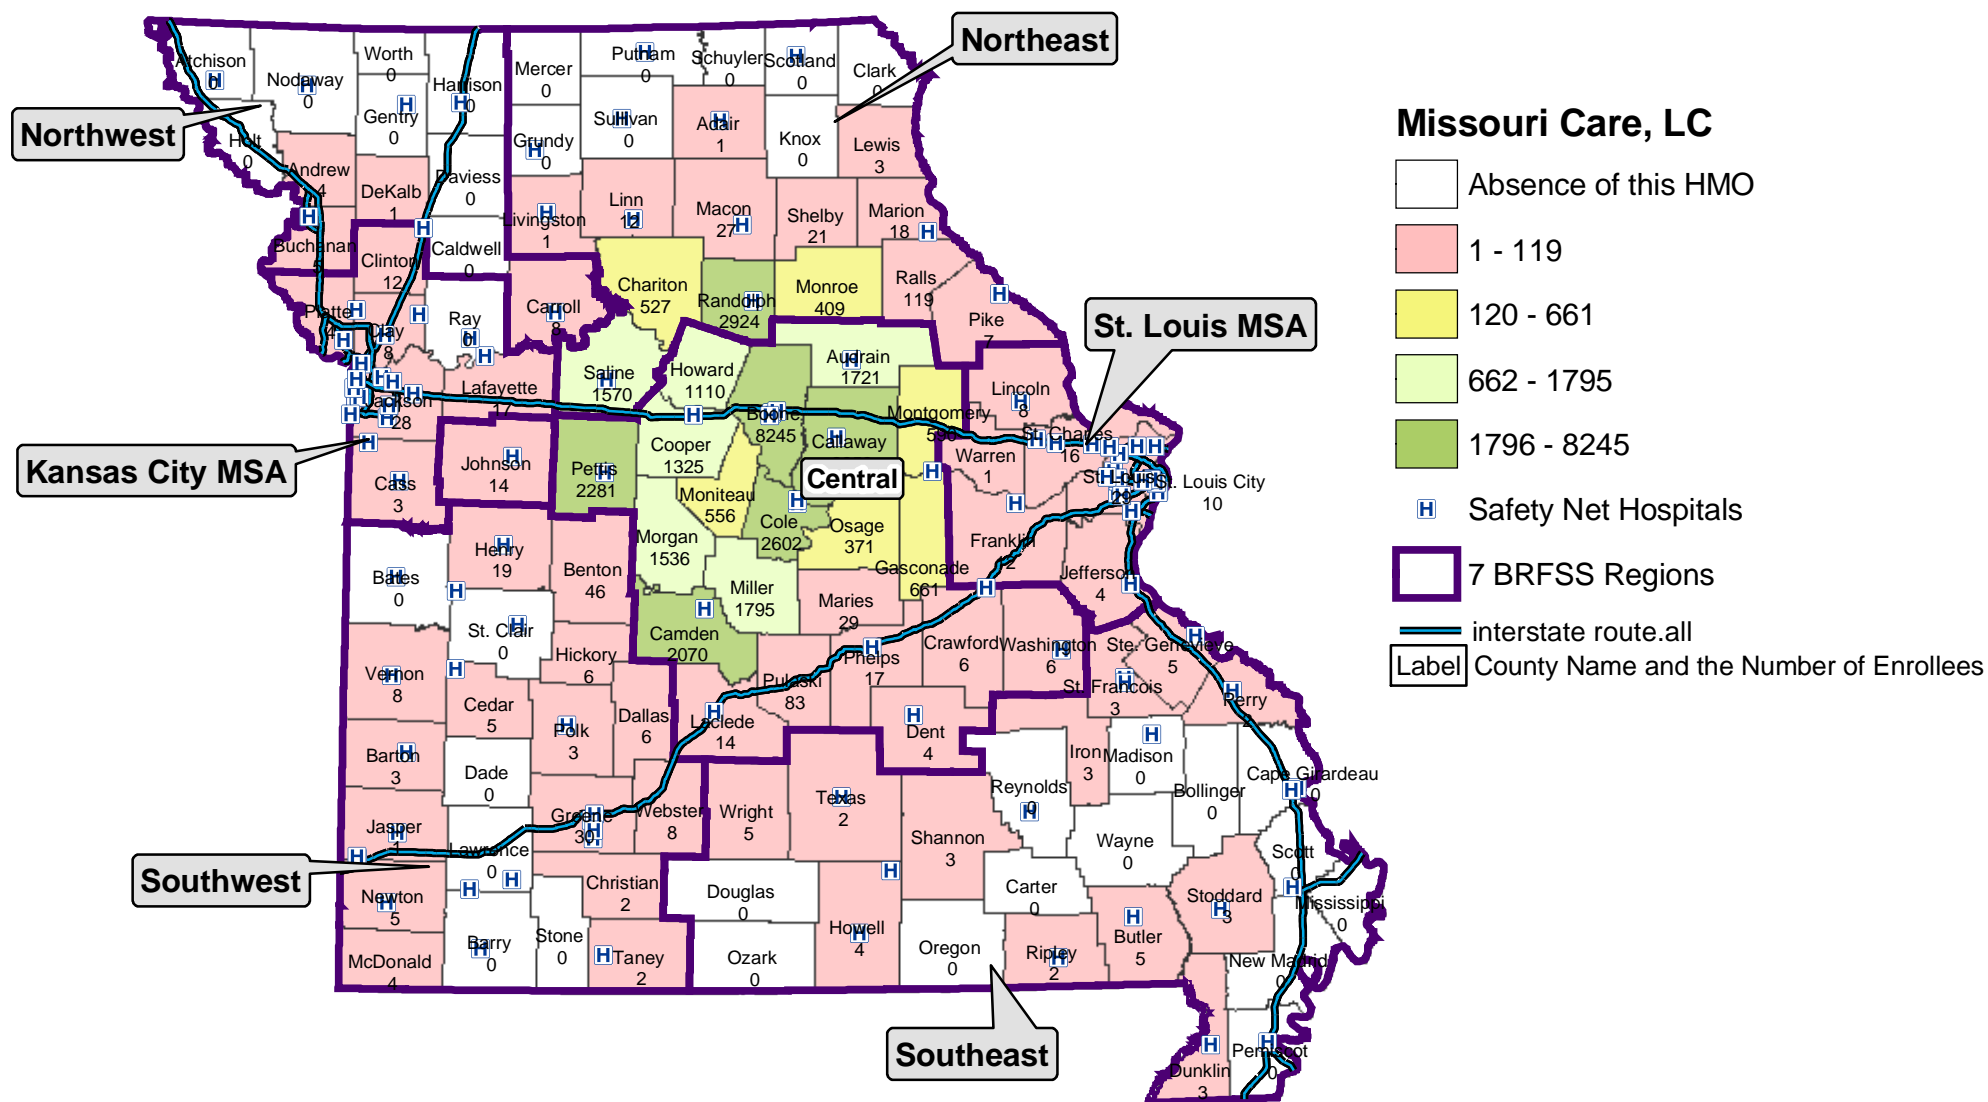 Northeast
Northwest
Atchison
0
Nodaway
0
Worth
0
Gentry
0
Harrison
0
Mercer
0
Putnam
0
Schuyler
0
Scotland
0
Clark
0
Holt
0
Andrew
4
DeKalb
1
Daviess
0
Grundy
0
Sullivan
0
Adair
1
Knox
0
Lewis
3
Buchanan
Clinton
12
Caldwell
0
Livingston
1
Linn
12
Macon
27
Shelby
21
Marion
18
Platte
4
Clay
8
Ray
0
Carroll
8
Chariton
527
Randolph
2924
Monroe
409
Ralls
119
Pike
7
St. Louis MSA
Jackson
28
Lafayette
17
Saline
1570
Howard
1110
Boone
8245
Audrain
1721
Callaway
Montgomery
590
Lincoln
8
Warren
1
St. Charles
16
St. Louis
29
St. Louis City
10
Kansas City MSA
Cass
3
Johnson
14
Pettis
2281
Cooper
1325
Moniteau
556
Central
Cole
2602
Osage
371
Gasconade
661
Franklin
12
Jefferson
4
Bates
0
Henry
19
Benton
46
Morgan
1536
Miller
1795
Camden
2070
Maries
29
St. Clair
0
Hickory
6
Vernon
8
Cedar
5
Polk
3
Dallas
6
Laclede
14
Pulaski
83
Phelps
17
Crawford
6
Washington
6
Ste. Genevieve
5
St. Francois
3
Perry
2
Dent
4
Barton
3
Dade
0
Greene
30
Webster
8
Wright
5
Texas
2
Shannon
3
Reynolds
0
Iron
3
Madison
0
Bollinger
0
Cape Girardeau
0
Wayne
0
Jasper
1
Lawrence
0
Southwest
Newton
5
Christian
2
Douglas
0
Howell
4
Carter
0
Stoddard
3
Scott
0
Mississippi
0
McDonald
4
Barry
0
Stone
0
Taney
2
Ozark
0
Oregon
0
Ripley
2
Butler
5
New Madrid
0
Southeast
Dunklin
3
Pemiscot
0
Missouri Care, LC
Absence of this HMO
1 - 119
120 - 661
662 - 1795
1796 - 8245
H Safety Net Hospitals
7 BRFSS Regions
interstate route.all
Label County Name and the Number of Enrollees